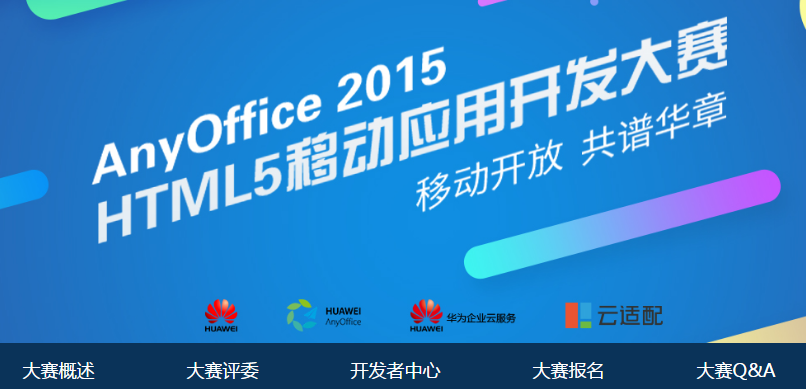 AnyOffice 2015
HTML5移动应用开发大赛
移动开放 共谱华章
HUAWEI
HUAWEI
AnyOffice
HUAWEI
华为企业云服务
云适配
大赛概述 大赛评委 开发者中心 大赛报名 大赛Q&A